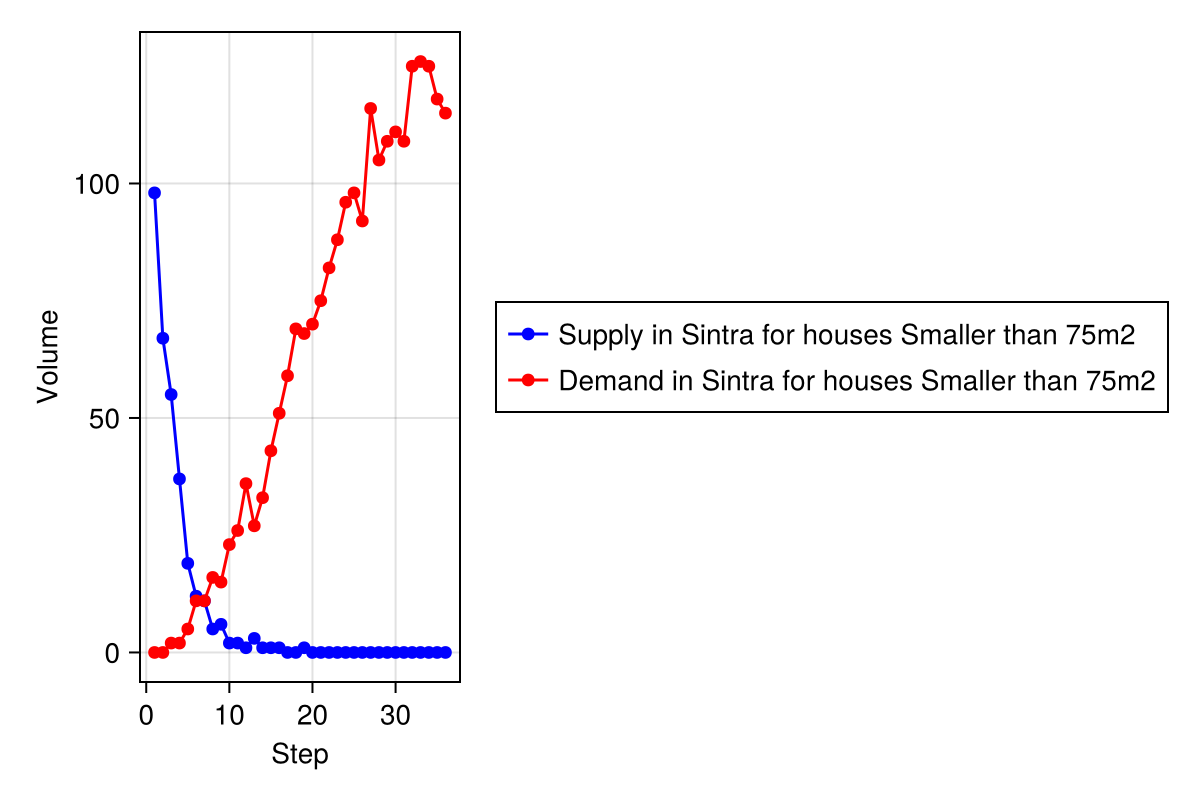 100
50
0
Volume
0 10 20 30
Step
Supply in Sintra for houses Smaller than 75m2
Demand in Sintra for houses Smaller than 75m2